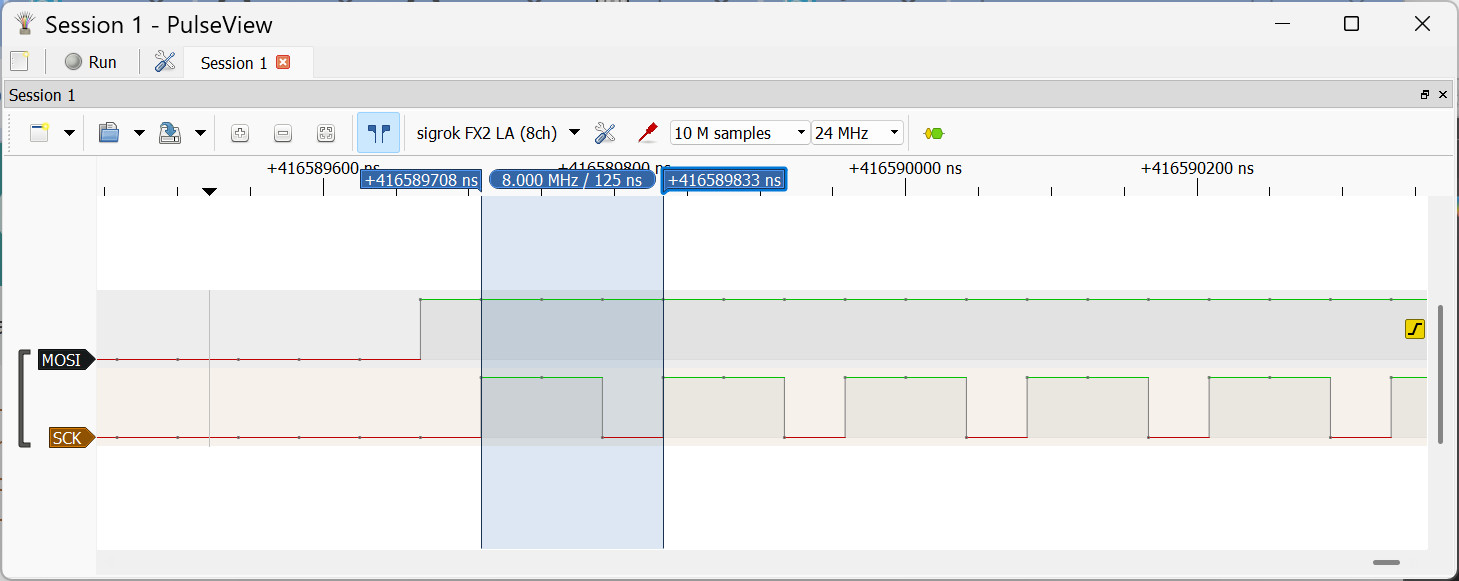 Session 1 - PulseView
Run
Session 1
Session 1
sigrok FX2 LA (8ch)
10 M samples
24 MHz
+416589600 ns +416589800 ns +416590000 ns +416590200 ns
+416589708 ns 8.000 MHz / 125 ns +416589833 ns
MOSI
SCK